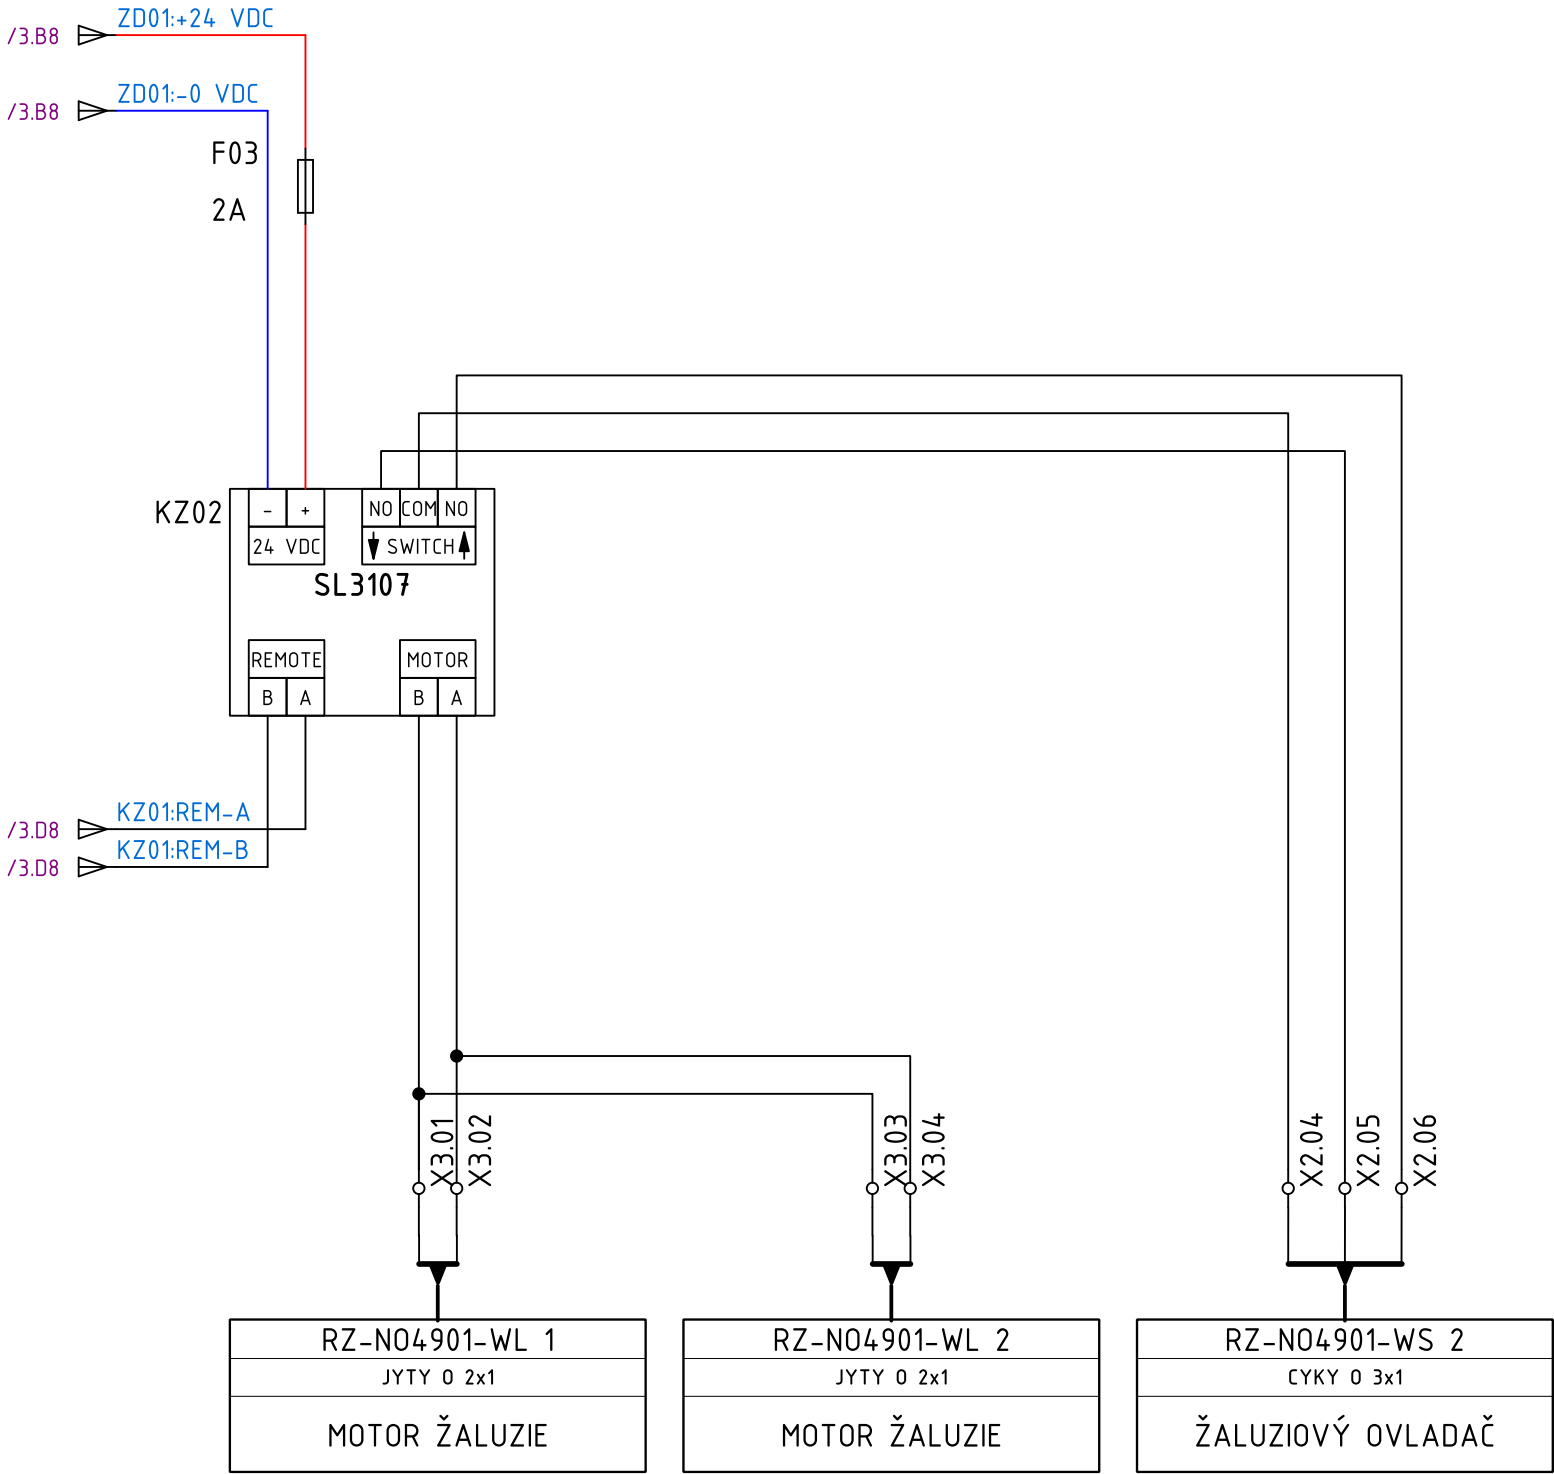 ZD01:+24 VDC
/3.B8
ZD01:-0 VDC
/3.B8
F03
2A
KZ02
- + NO COM NO
24 VDC SWITCH
SL3107
REMOTE MOTOR
B A B A
KZ01:REM-A
/3.D8
KZ01:REM-B
/3.D8
X3.01
X3.02
X3.03
X3.04
X2.04
X2.05
X2.06
RZ-NO4901-WL 1
JYTY O 2x1
MOTOR ŽALUZIE
RZ-NO4901-WL 2
JYTY O 2x1
MOTOR ŽALUZIE
RZ-NO4901-WS 2
CYKY O 3x1
ŽALUZIOVÝ OVLADAČ